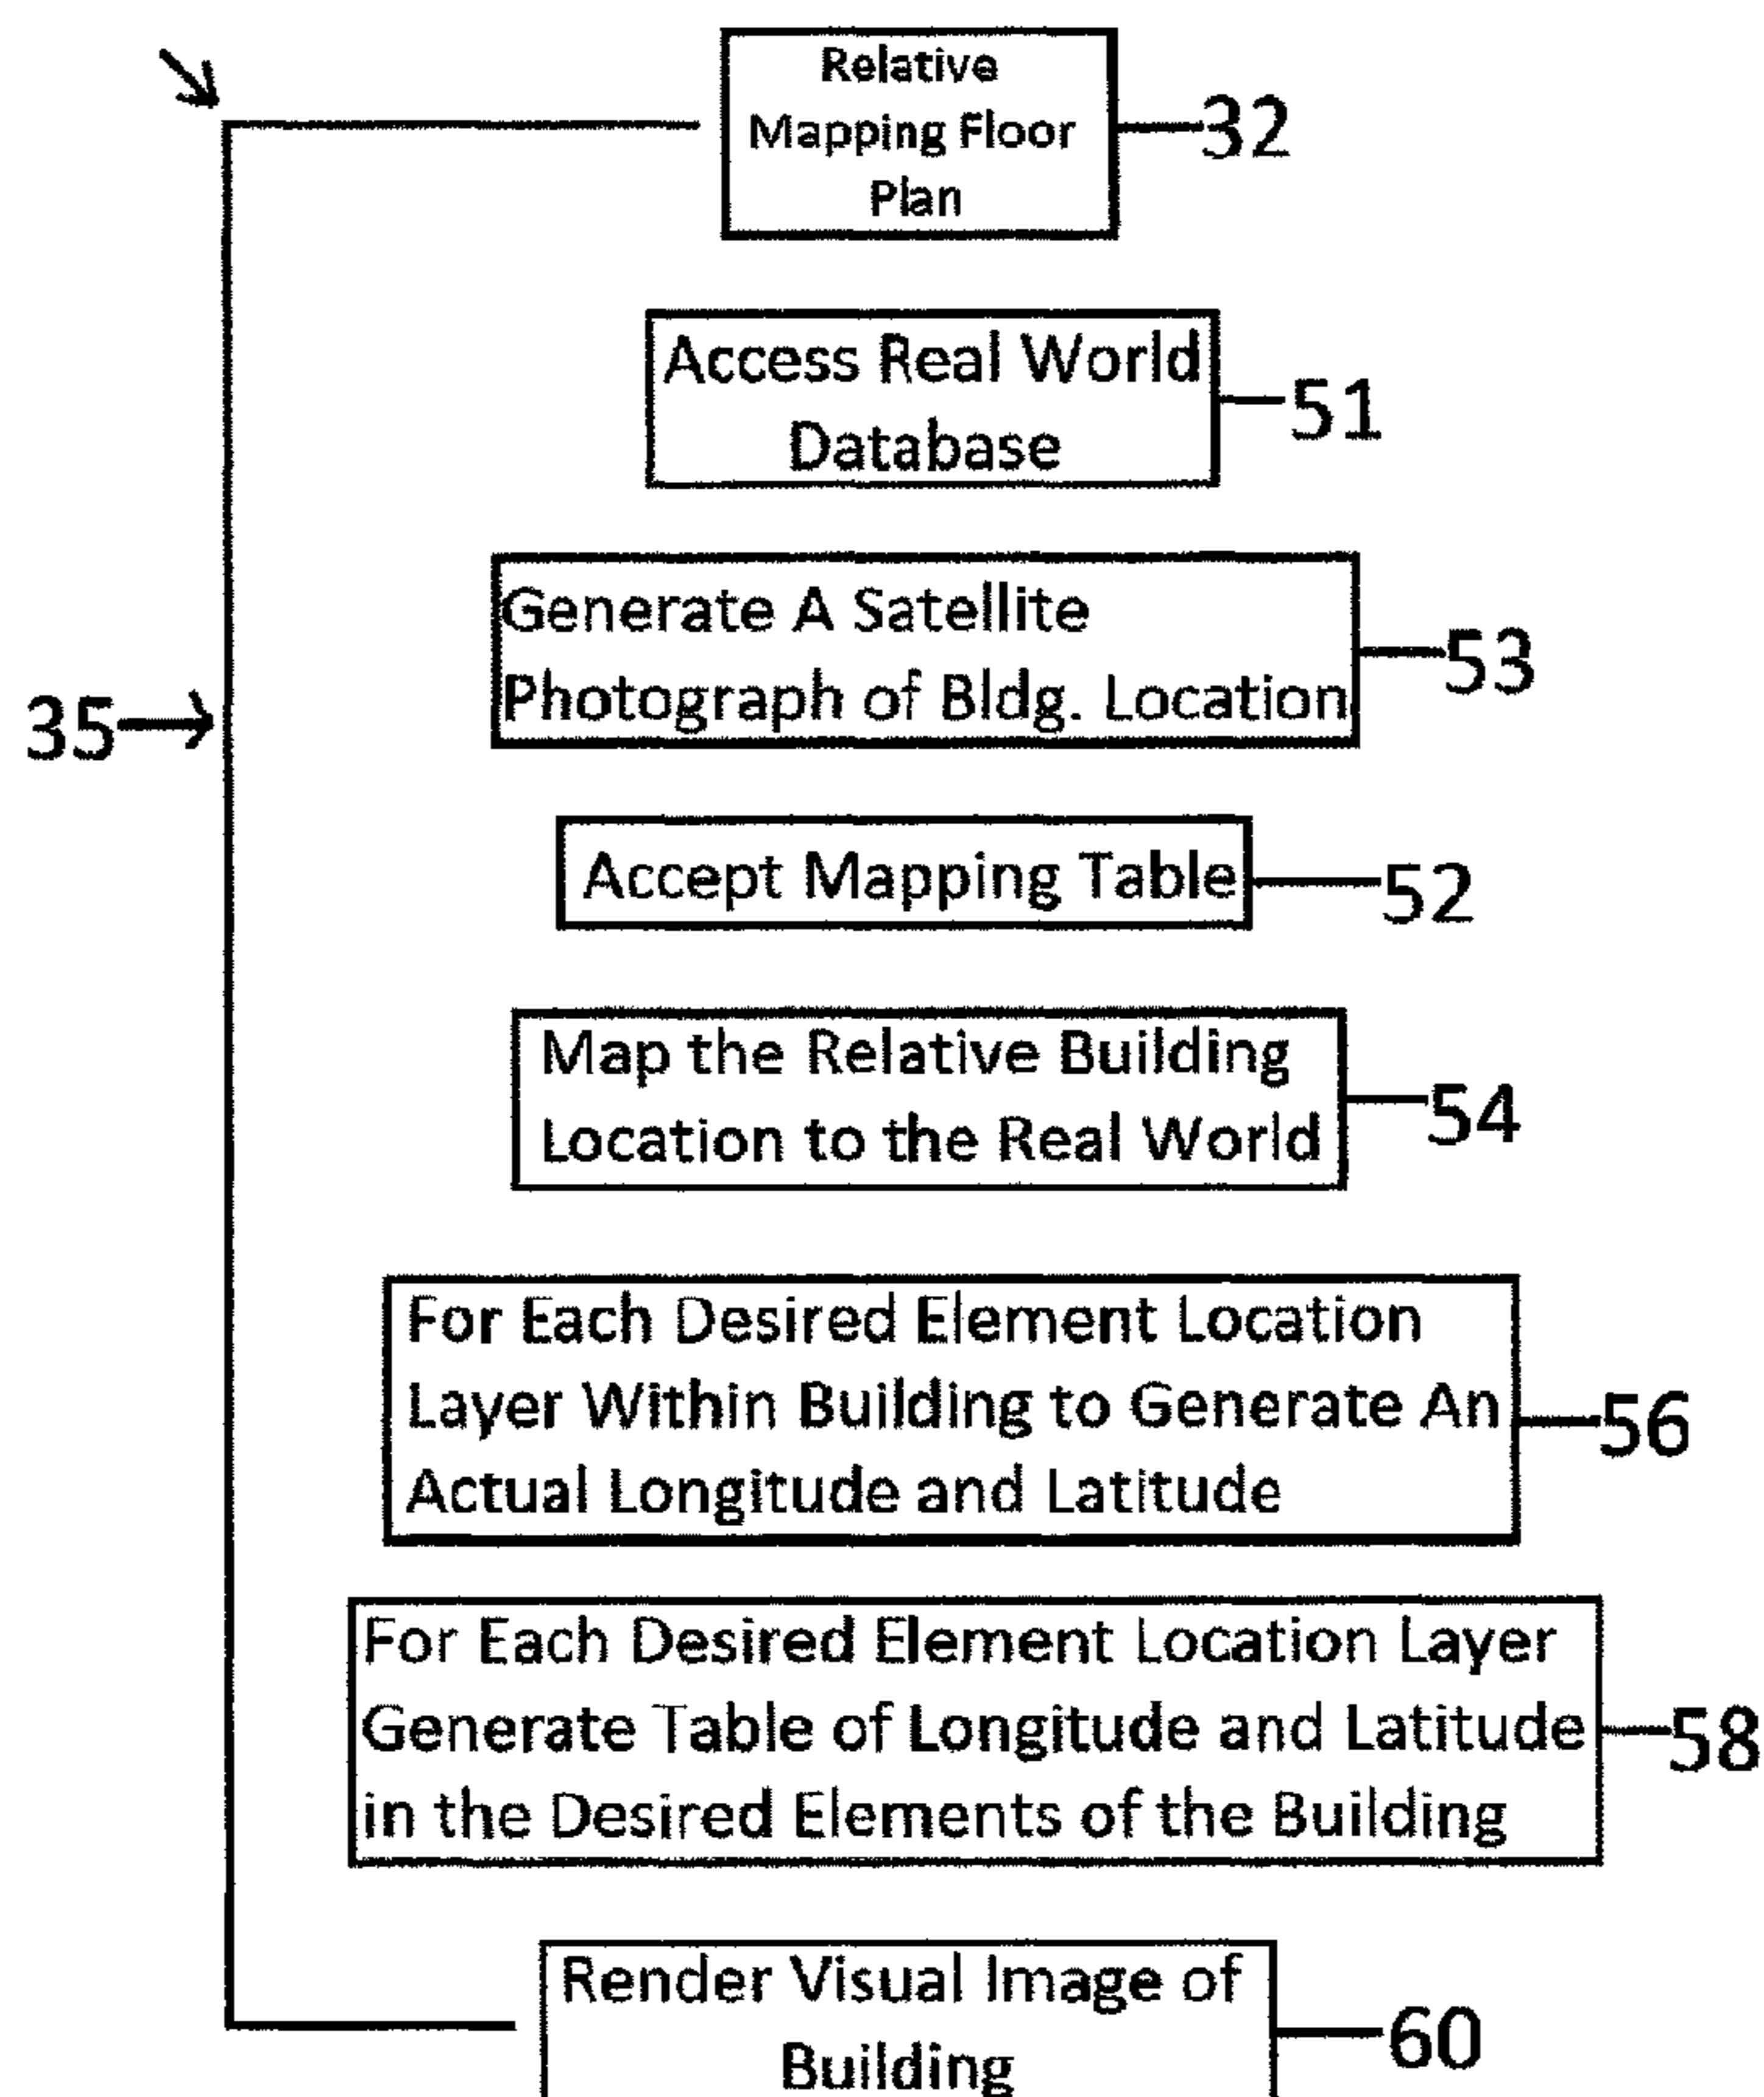 Relative
Mapping Floor
Plan
32
Access Real World
Database
51
Generate A Satellite
Photograph of Bldg. Location
53
35
Accept Mapping Table
52
Map the Relative Building
Location to the Real World
54
For Each Desired Element Location
Layer Within Building to Generate An
Actual Longitude and Latitude
56
For Each Desired Element Location Layer
Generate Table of Longitude and Latitude
in the Desired Elements of the Building
58
Render Visual Image of
Building
60